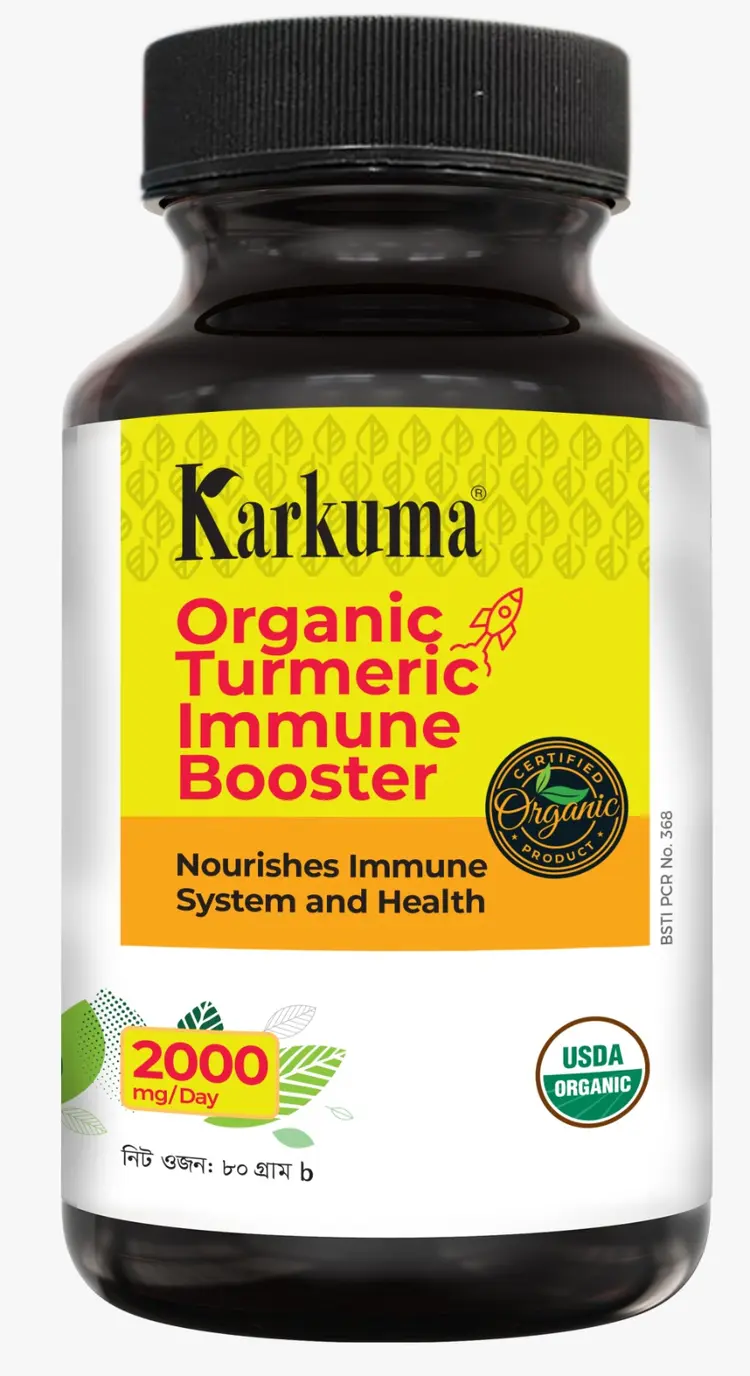 Karkuma®
Organic
Turmeric
Immune
Booster
CERTIFIED
Organic
PRODUCT
Nourishes Immune
System and Health
BSTI PCR No. 368
2000
mg/Day
USDA
ORGANIC
নিট ওজন: ৮০ গ্রাম b